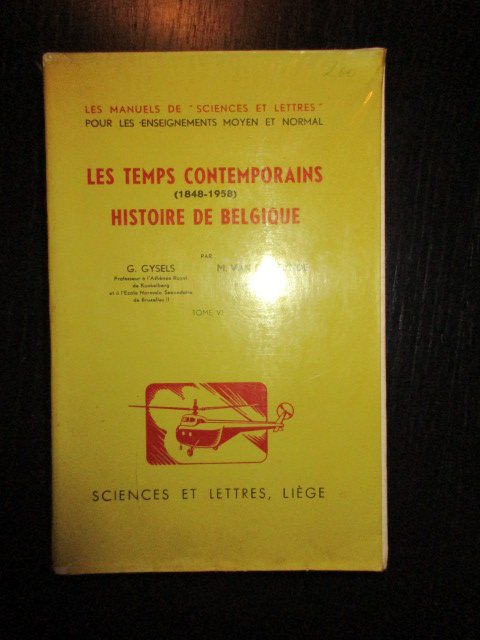 LES MANUELS DE "SCIENCES ET LETTRES"
POUR LES ENSEIGNEMENTS MOYEN ET NORMAL
LES TEMPS CONTEMPORAINS
(1848-1958)
HISTOIRE DE BELGIQUE
PAR
G. GYSELS
M. VAN
Professeur à l'Athénée Royal
de Koekelberg
et à l'Ecole Normale Secondaire
de Bruxelles II
TOME VI
SCIENCES ET LETTRES, LIÈGE